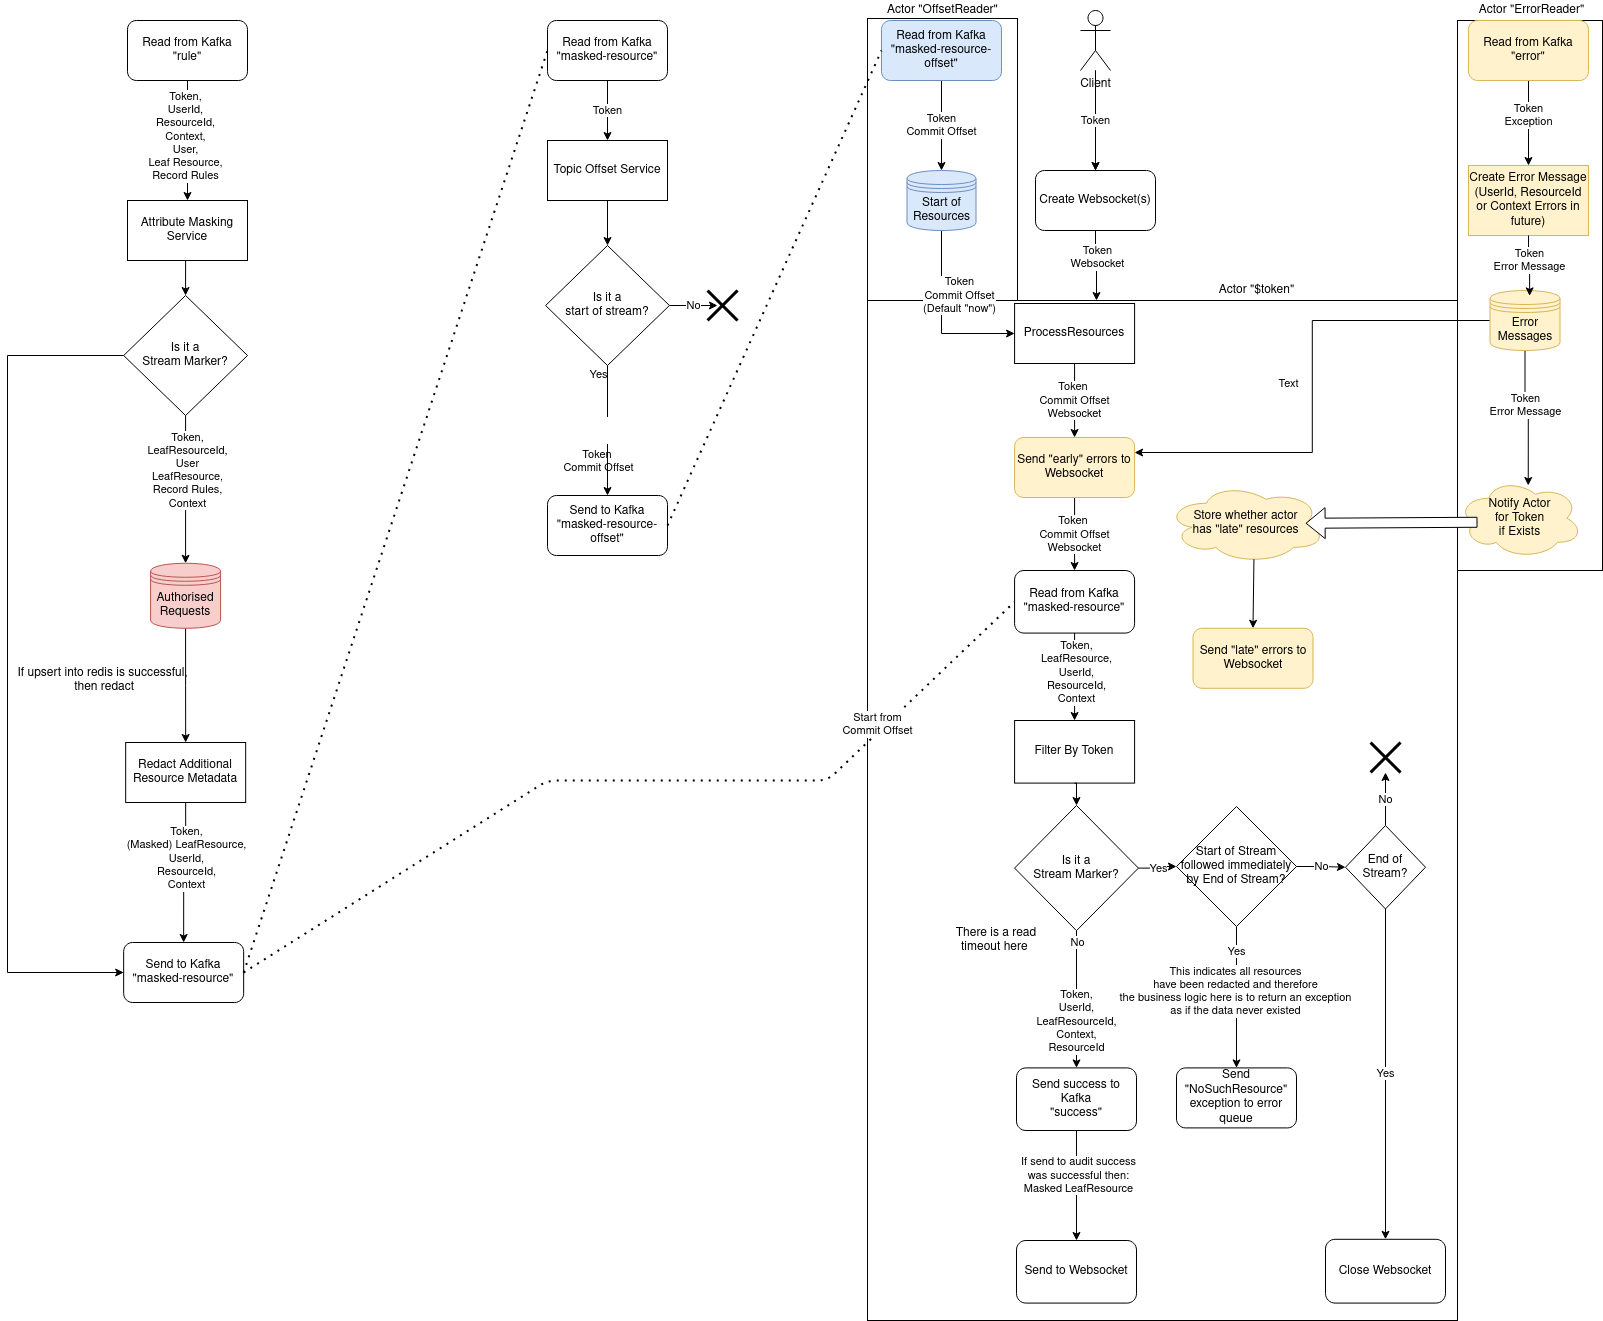 Read from Kafka
"rule"
Token,
UserId,
ResourceId,
Context,
User,
Leaf Resource,
Record Rules
Attribute Masking
Service
Is it a
Stream Marker?
Token,
LeafResourceId,
User
LeafResource,
Record Rules,
Context
Authorised
Requests
If upsert into redis is successful,
then redact
Redact Additional
Resource Metadata
Token,
(Masked) LeafResource,
UserId,
ResourceId,
Context
Send to Kafka
"masked-resource"
Read from Kafka
"masked-resource"
Token
Topic Offset Service
Is it a
start of stream?
No
Yes
Token
Commit Offset
Send to Kafka
"masked-resource-
offset"
Actor "OffsetReader"
Read from Kafka
"masked-resource-
offset"
Token
Commit Offset
Start of
Resources
Token
Commit Offset
(Default "now")
Client
Token
Create Websocket(s)
Token
Websocket
Actor "$token"
ProcessResources
Token
Commit Offset
Websocket
Send "early" errors to
Websocket
Token
Commit Offset
Websocket
Read from Kafka
"masked-resource"
Token,
LeafResource,
UserId,
ResourceId,
Context
Start from
Commit Offset
Filter By Token
Is it a
Stream Marker?
Yes
Start of Stream
followed immediately
by End of Stream?
No
End of
Stream?
No
There is a read
timeout here
No
Token,
UserId,
LeafResourceId,
Context,
ResourceId
Send success to
Kafka
"success"
If send to audit success
was successful then:
Masked LeafResource
Send to Websocket
Yes
This indicates all resources
have been redacted and therefore
the business logic here is to return an exception
as if the data never existed
Send
"NoSuchResource"
exception to error
queue
Yes
Close Websocket
Actor "ErrorReader"
Read from Kafka
"error"
Token
Exception
Create Error Message
(UserId, ResourceId
or Context Errors in
future)
Token
Error Message
Error
Messages
Text
Token
Error Message
Notify Actor
for Token
if Exists
Store whether actor
has "late" resources
Send "late" errors to
Websocket